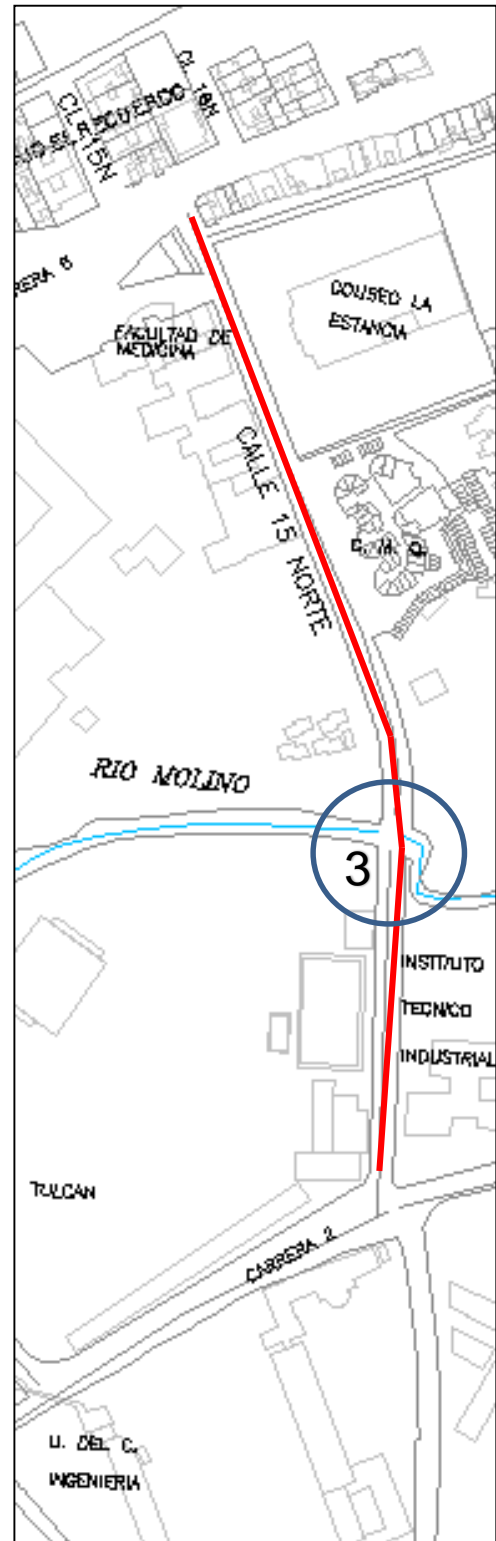 CL 16N
CL 15N
RERA 6
COLISEO LA
ESTANCIA
FACULTAD DE
MEDICINA
CALLE 15 NORTE
C. M. O.
RIO MOLINO
3
INSTITUTO
TECNICO
INDUSTRIAL
TULCAN
CARRERA 2
U. DEL C.
INGENIERIA